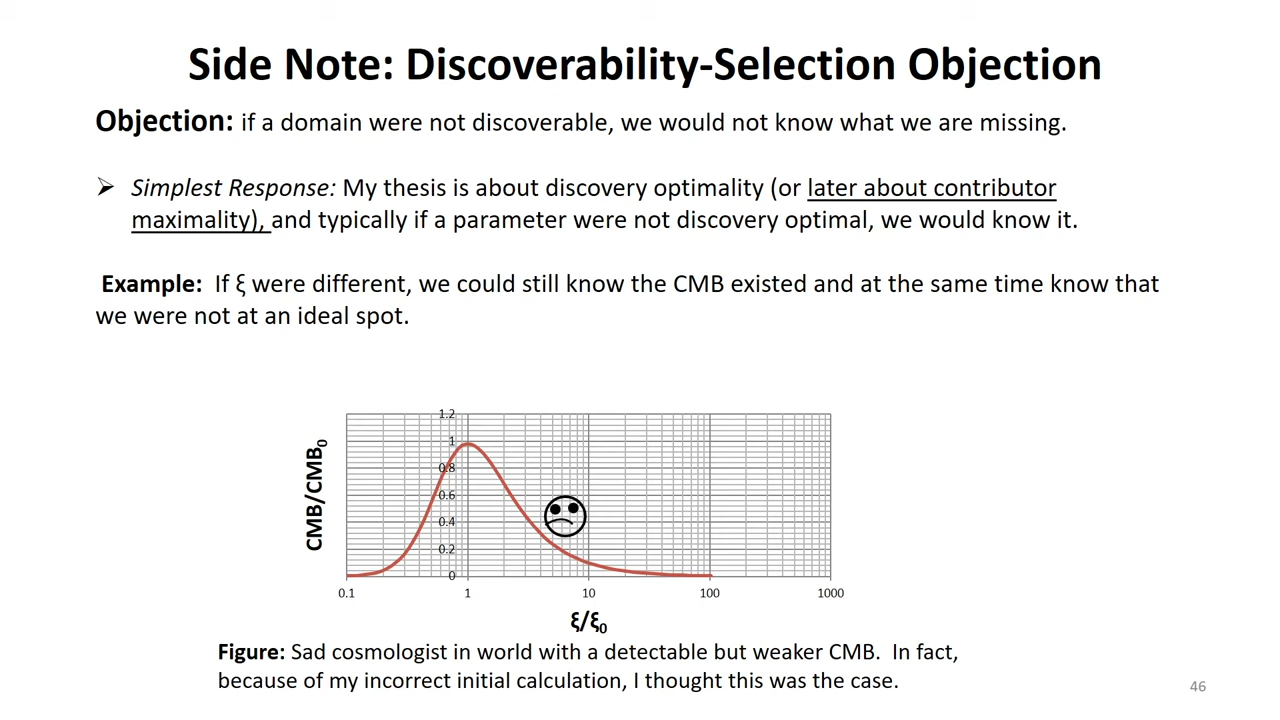 Side Note: Discoverability-Selection Objection
Objection: if a domain were not discoverable, we would not know what we are missing.
➢ Simplest Response: My thesis is about discovery optimality (or later about contributor
maximality), and typically if a parameter were not discovery optimal, we would know it.
Example: If ξ were different, we could still know the CMB existed and at the same time know that
we were not at an ideal spot.
CMB/CMB₀
1.2
1
0.8
0.6
0.4
0.2
0
0.1 1 10 100 1000
ξ/ξ₀
Figure: Sad cosmologist in world with a detectable but weaker CMB. In fact,
because of my incorrect initial calculation, I thought this was the case.
46